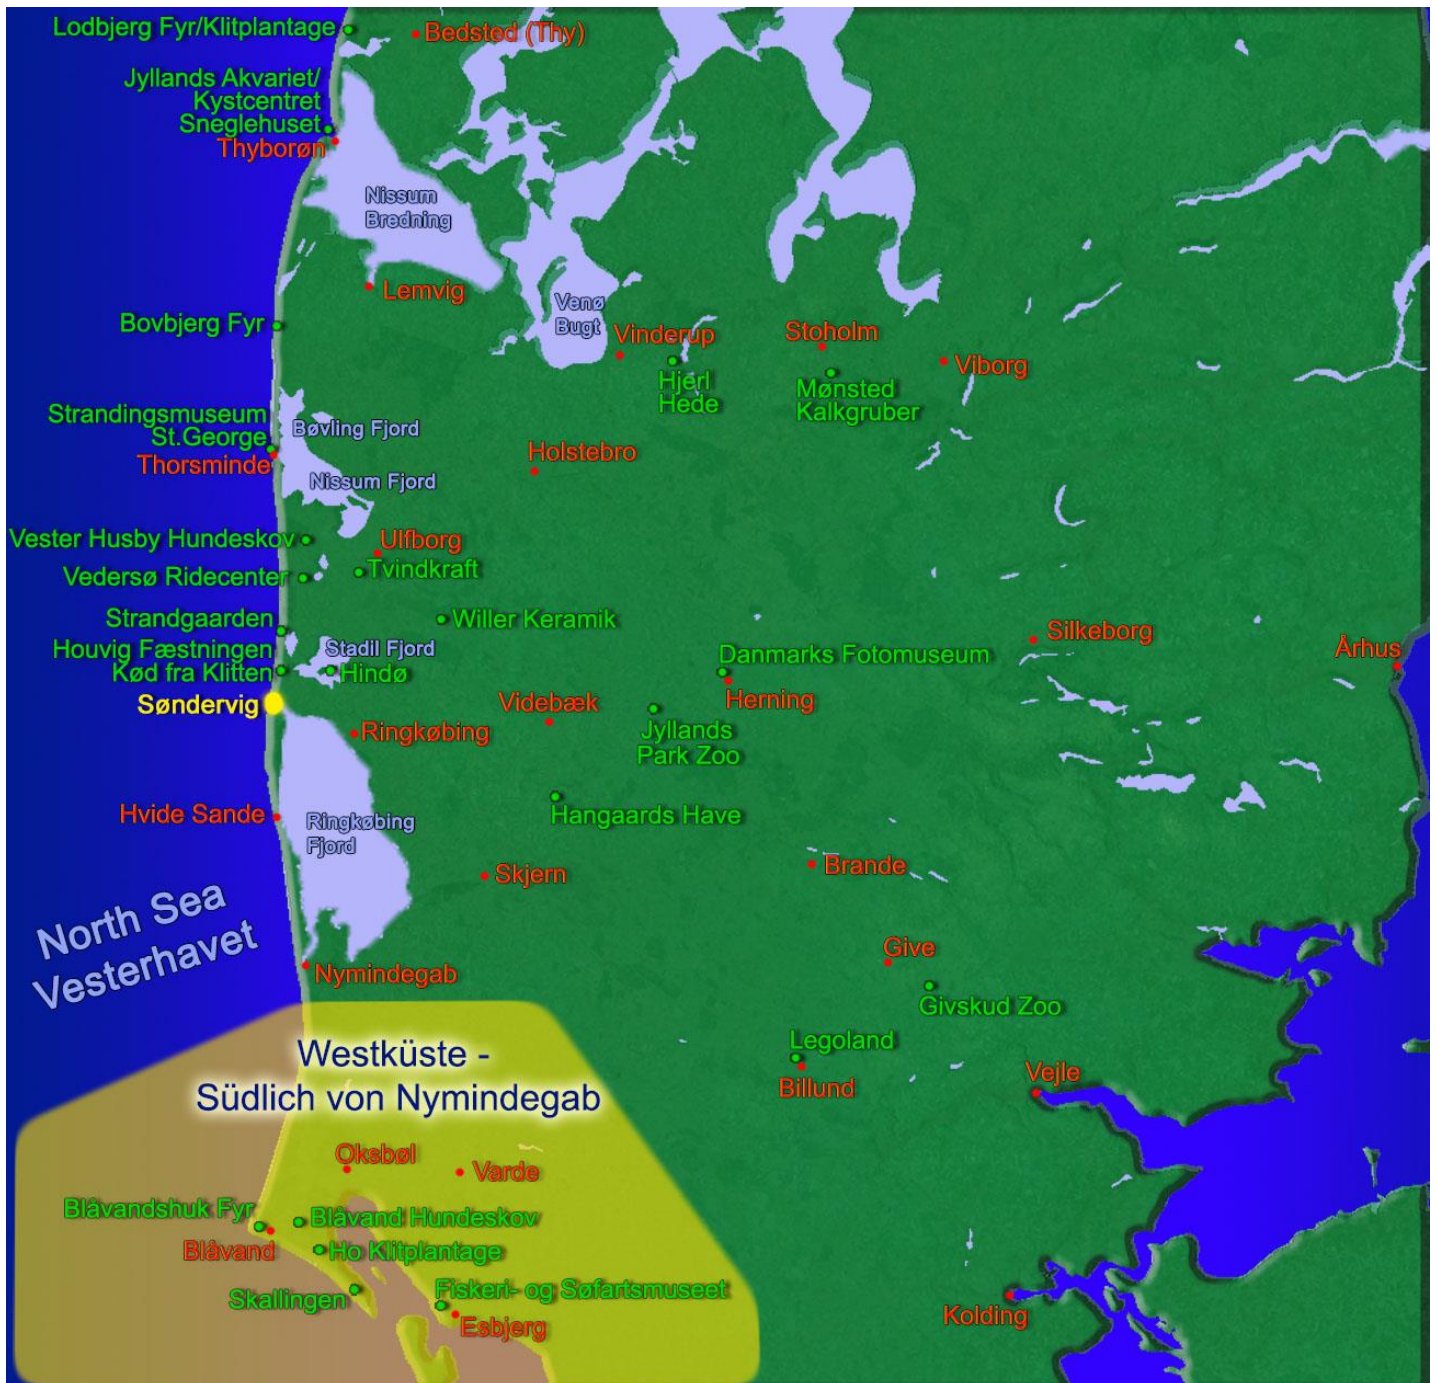 Lodbjerg Fyr/Klitplantage
Bedsted (Thy)
Jyllands Akvariet/
Kystcentret
Sneglehuset
Thyborøn
Nissum
Bredning
Lemvig
Venø
Bugt
Bovbjerg Fyr
Vinderup
Stoholm
Viborg
Hjerl
Hede
Mønsted
Kalkgruber
Strandingsmuseum
St.George
Thorsminde
Bøvling Fjord
Nissum Fjord
Holstebro
Vester Husby Hundeskov
Ulfborg
Vedersø Ridecenter
Tvindkraft
Strandgaarden
Willer Keramik
Houvig Fæstningen
Kød fra Klitten
Stadil Fjord
Hindø
Silkeborg
Århus
Danmarks Fotomuseum
Herning
Søndervig
Videbæk
Ringkøbing
Jyllands
Park Zoo
Hvide Sande
Ringkøbing
Fjord
Hangaards Have
Skjern
Brande
North Sea
Vesterhavet
Nymindegab
Give
Givskud Zoo
Westküste -
Südlich von Nymindegab
Legoland
Billund
Vejle
Oksbøl
Varde
Blåvandshuk Fyr
Blåvand Hundeskov
Blåvand
Ho Klitplantage
Skallingen
Fiskeri- og Søfartsmuseet
Esbjerg
Kolding